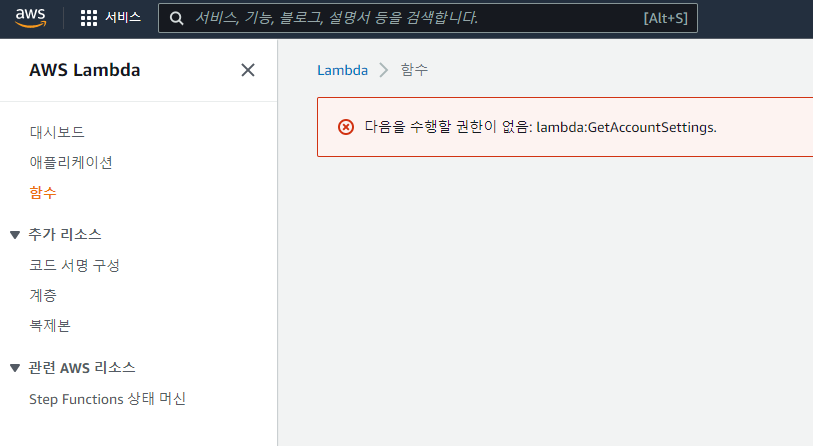 aws
서비스
서비스, 기능, 블로그, 설명서 등을 검색합니다.
[Alt+S]
AWS Lambda
대시보드
애플리케이션
함수
추가 리소스
코드 서명 구성
계층
복제본
관련 AWS 리소스
Step Functions 상태 머신
Lambda
함수
다음을 수행할 권한이 없음: lambda:GetAccountSettings.